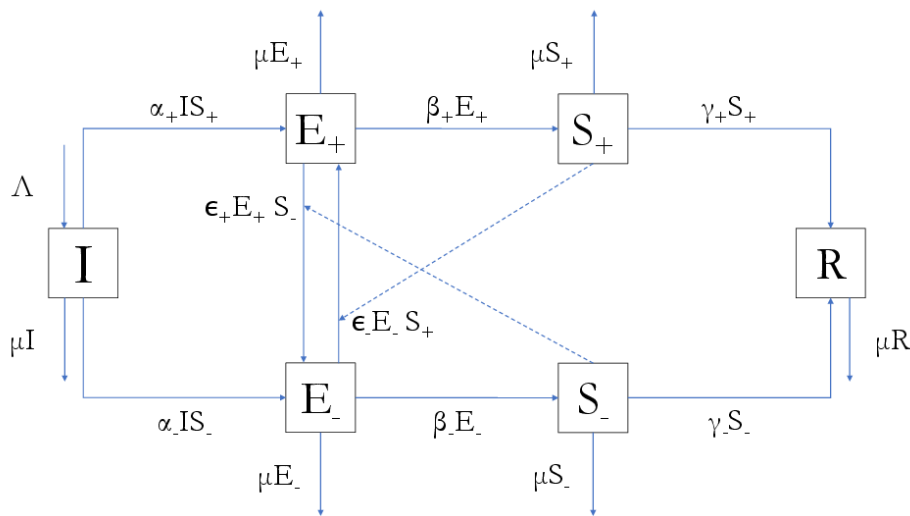 μE₊
μS₊
α₊IS₊
β₊E₊
γ₊S₊
E₊
S₊
Λ
ϵ₊E₊ S₋
I
R
ϵ₋E₋ S₊
μI
μR
E₋
S₋
α₋IS₋
β₋E₋
γ₋S₋
μE₋
μS₋